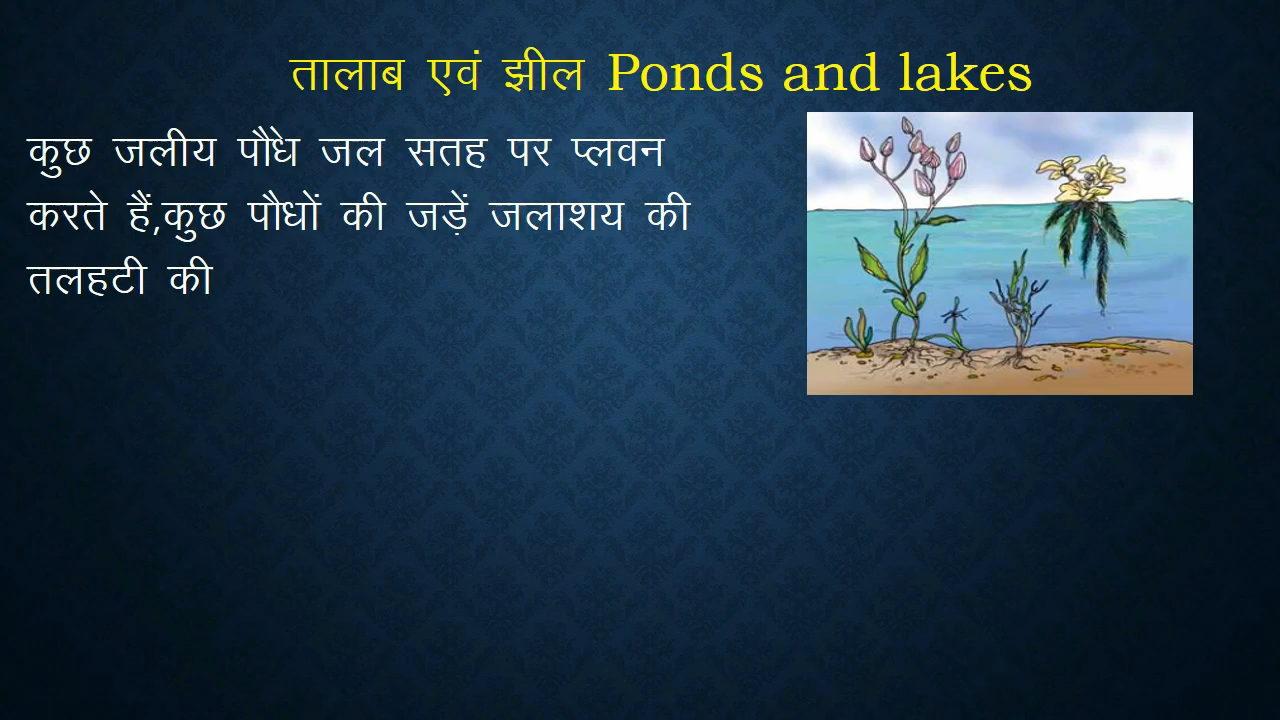 तालाब एवं झील Ponds and lakes
कुछ जलीय पौधे जल सतह पर प्लवन
करते हैं,कुछ पौधों की जड़ें जलाशय की
तलहटी की